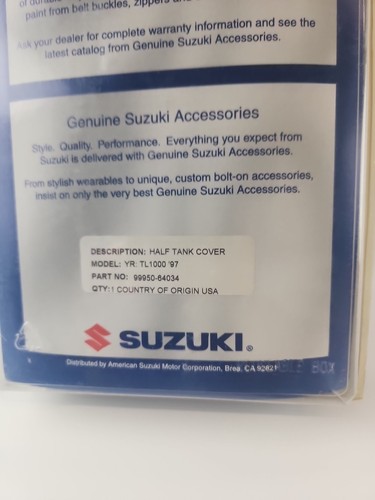 paint from belt buckles, zippers
Ask your dealer for complete warranty information and see the
latest catalog from Genuine Suzuki Accessories.
Genuine Suzuki Accessories
Style. Quality. Performance. Everything you expect from
Suzuki is delivered with Genuine Suzuki Accessories.
From stylish wearables to unique, custom bolt-on accessories,
insist on only the very best Genuine Suzuki Accessories.
DESCRIPTION: HALF TANK COVER
MODEL: YR: TL1000 '97
PART NO: 99950-64034
QTY:1 COUNTRY OF ORIGIN USA
SUZUKI®
Distributed by American Suzuki Motor Corporation, Brea, CA 92621
BOX